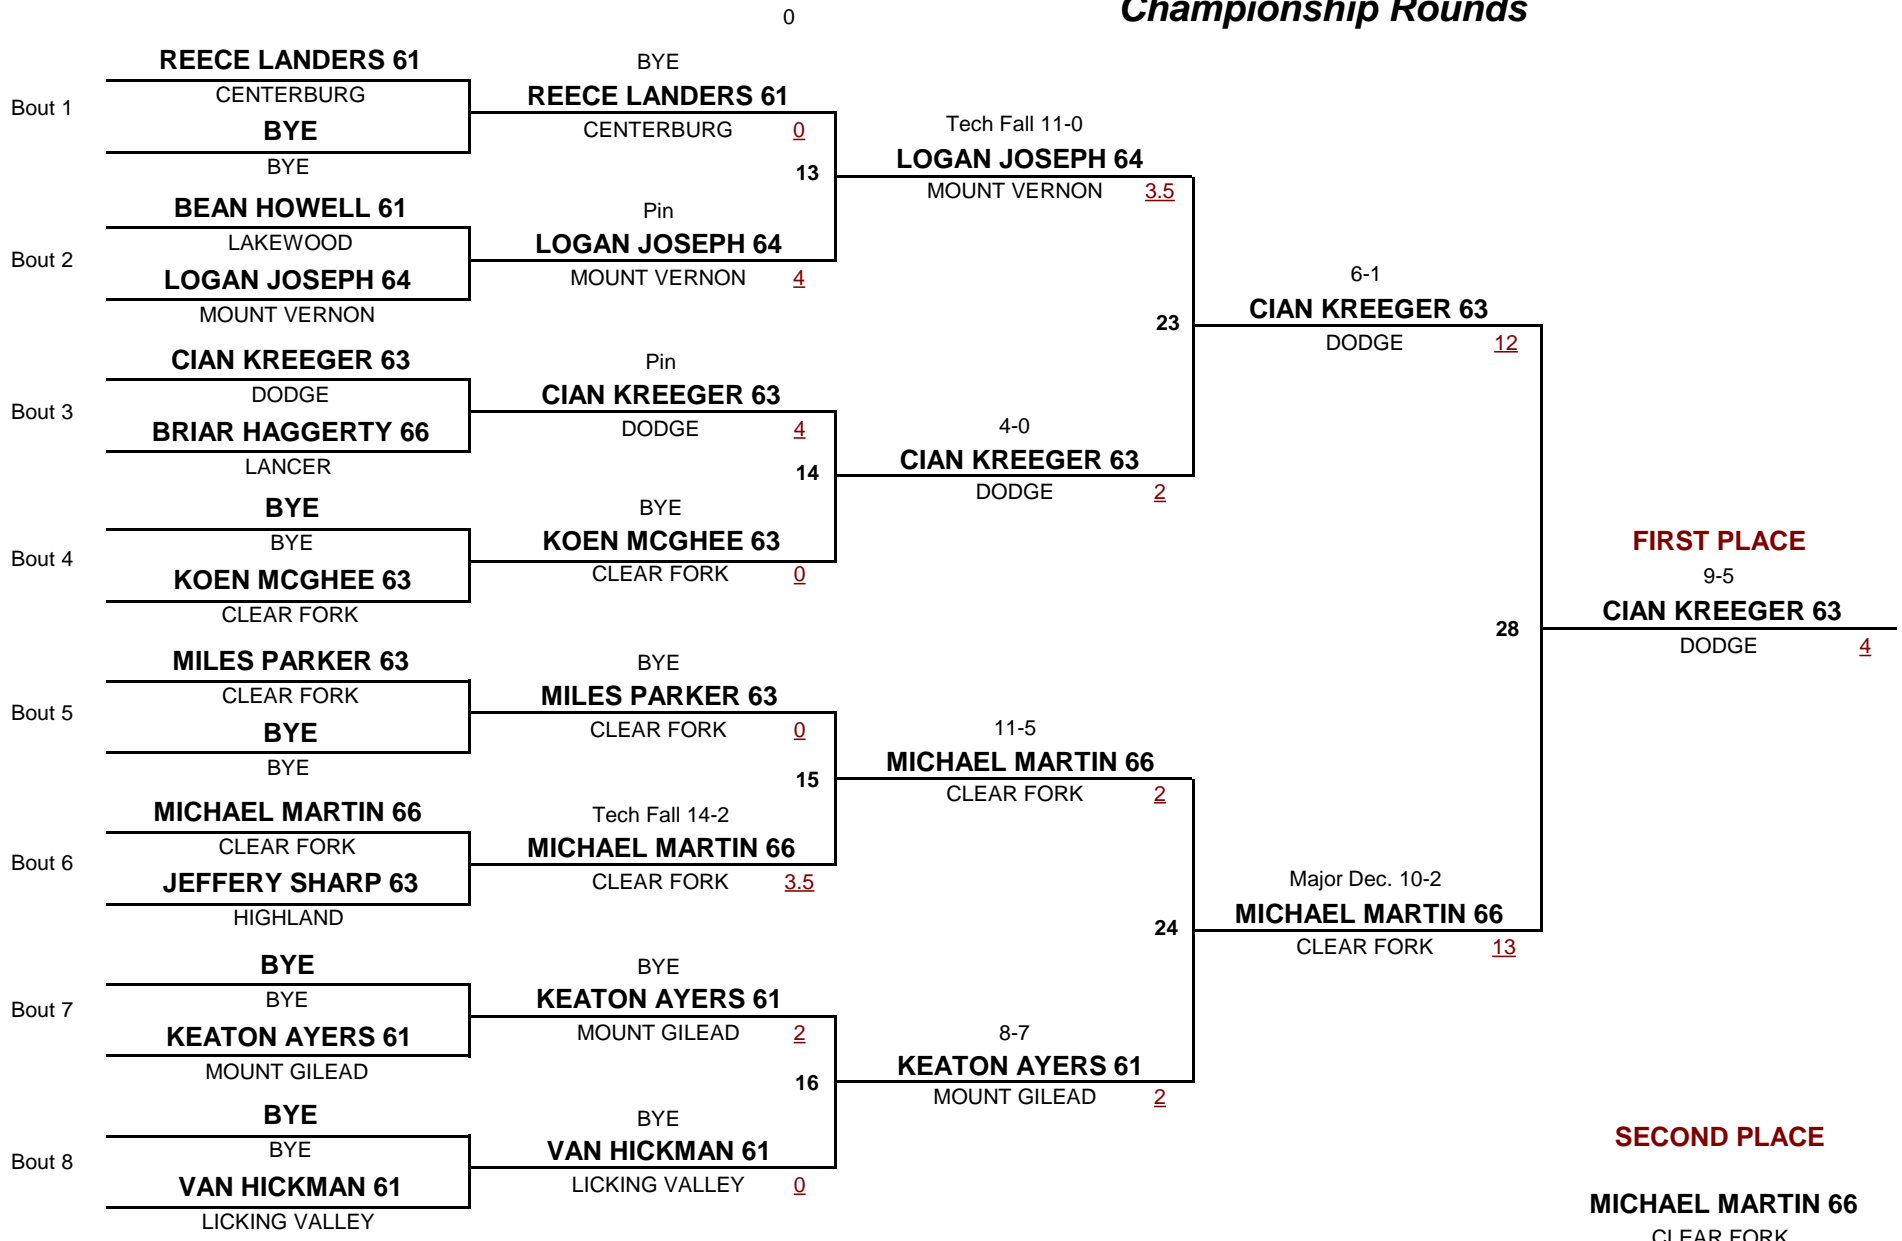 Championship Rounds
0
REECE LANDERS 61
CENTERBURG
Bout 1
BYE
BYE
BEAN HOWELL 61
LAKEWOOD
Bout 2
LOGAN JOSEPH 64
MOUNT VERNON
CIAN KREEGER 63
DODGE
Bout 3
BRIAR HAGGERTY 66
LANCER
BYE
BYE
Bout 4
KOEN MCGHEE 63
CLEAR FORK
MILES PARKER 63
CLEAR FORK
Bout 5
BYE
BYE
MICHAEL MARTIN 66
CLEAR FORK
Bout 6
JEFFERY SHARP 63
HIGHLAND
BYE
BYE
Bout 7
KEATON AYERS 61
MOUNT GILEAD
BYE
BYE
Bout 8
VAN HICKMAN 61
LICKING VALLEY
BYE
REECE LANDERS 61
CENTERBURG 0
13
Pin
LOGAN JOSEPH 64
MOUNT VERNON 4
Pin
CIAN KREEGER 63
DODGE 4
14
BYE
KOEN MCGHEE 63
CLEAR FORK 0
BYE
MILES PARKER 63
CLEAR FORK 0
15
Tech Fall 14-2
MICHAEL MARTIN 66
CLEAR FORK 3.5
BYE
KEATON AYERS 61
MOUNT GILEAD 2
16
BYE
VAN HICKMAN 61
LICKING VALLEY 0
Tech Fall 11-0
LOGAN JOSEPH 64
MOUNT VERNON 3.5
23
4-0
CIAN KREEGER 63
DODGE 2
11-5
MICHAEL MARTIN 66
CLEAR FORK 2
24
8-7
KEATON AYERS 61
MOUNT GILEAD 2
6-1
CIAN KREEGER 63
DODGE 12
28
Major Dec. 10-2
MICHAEL MARTIN 66
CLEAR FORK 13
FIRST PLACE
9-5
CIAN KREEGER 63
DODGE 4
SECOND PLACE
MICHAEL MARTIN 66
CLEAR FORK